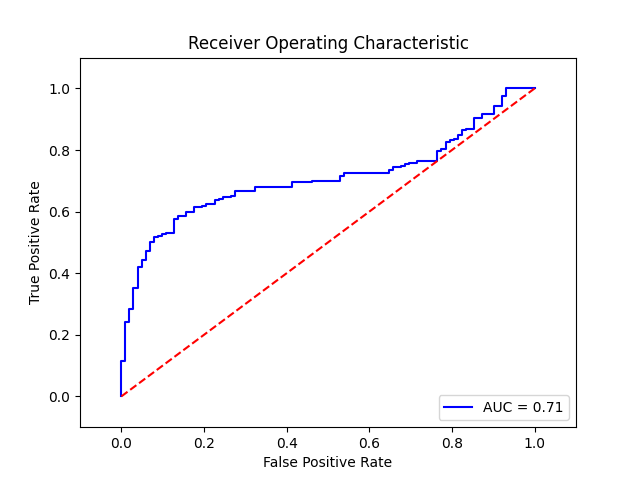 Receiver Operating Characteristic
True Positive Rate
1.0
0.8
0.6
0.4
0.2
0.0
AUC = 0.71
0.0 0.2 0.4 0.6 0.8 1.0
False Positive Rate